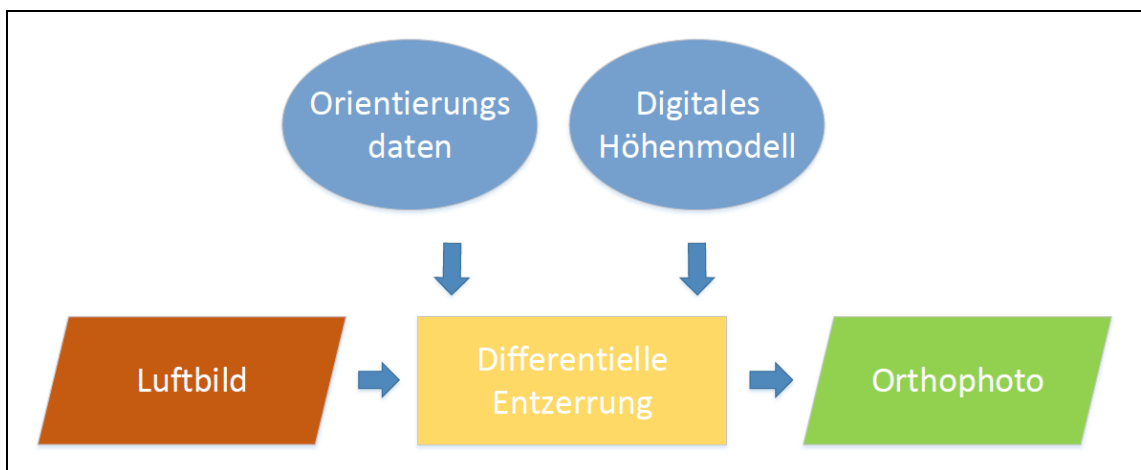 Orientierungs
daten
Digitales
Höhenmodell
Luftbild
Differentielle
Entzerrung
Orthophoto